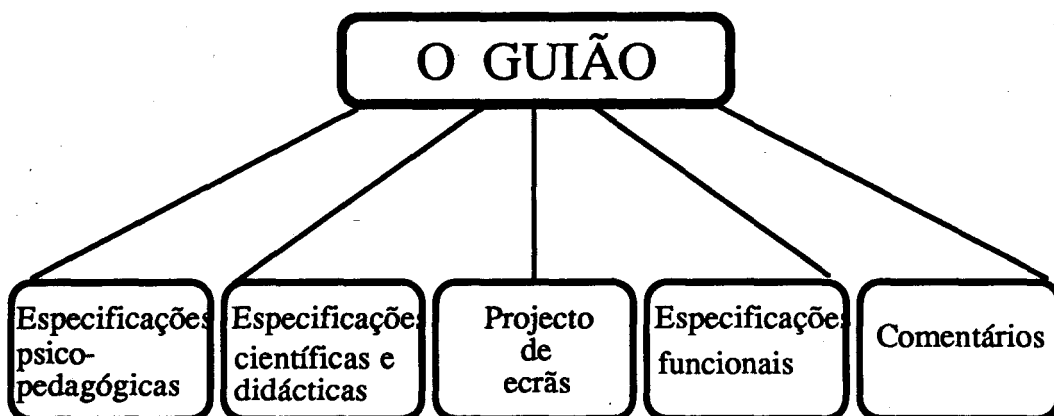 O GUIÃO
Especificações
psico-
pedagógicas
Especificações
científicas e
didácticas
Projecto
de
ecrãs
Especificações
funcionais
Comentários